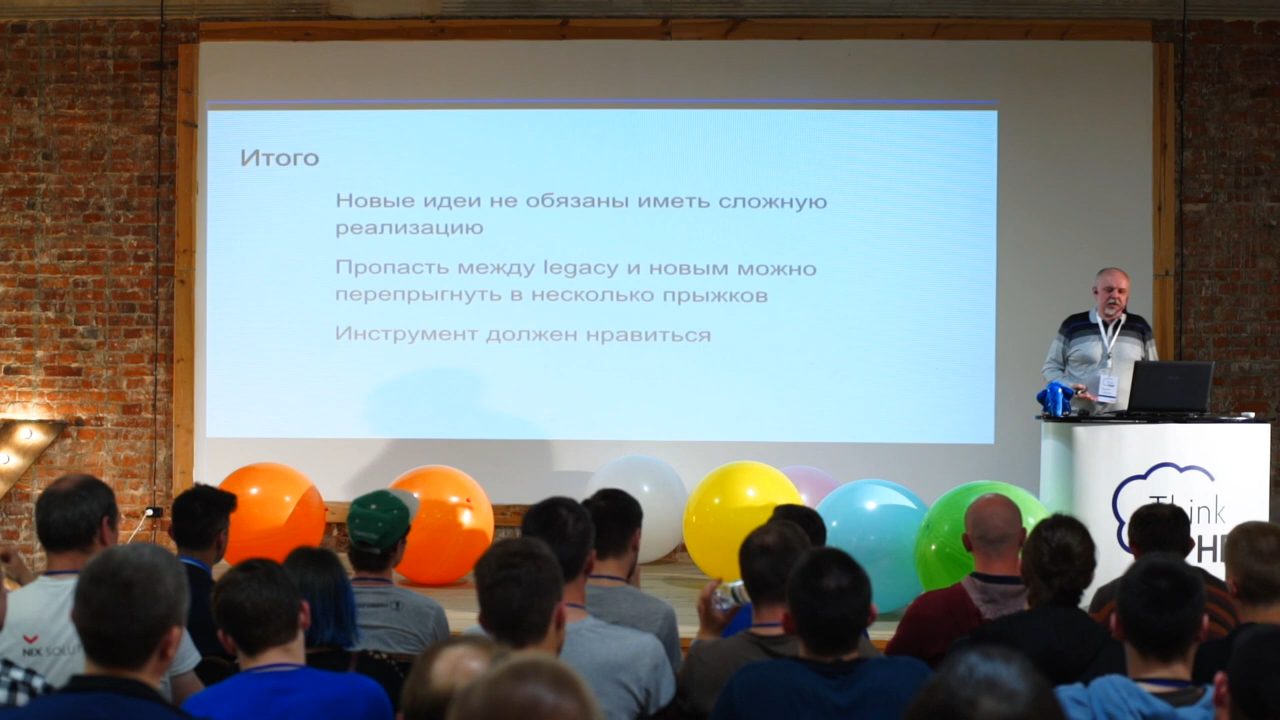 Итого
Новые идеи не обязаны иметь сложную
реализацию
Пропасть между legacy и новым можно
перепрыгнуть в несколько прыжков
Инструмент должен нравиться
Think
NIX